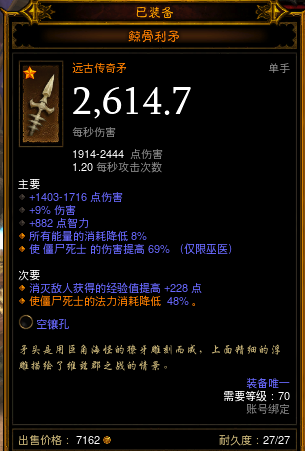 已装备
鲸骨利矛
远古传奇矛
单手
2,614.7
每秒伤害
1914-2444 点伤害
1.20 每秒攻击次数
主要
+1403-1716 点伤害
+9% 伤害
+882 点智力
所有能量的消耗降低 8%
使 僵尸死士 的伤害提高 69% （仅限巫医）
次要
消灭敌人获得的经验值提高 +228 点
使僵尸死士的法力消耗降低 48% 。
空镶孔
矛头是用巨角海怪的獠牙雕刻而成，上面精细的浮
雕描绘了维兹郡之战的情景。
装备唯一
需要等级：70
账号绑定
出售价格： 7162
耐久度：27/27